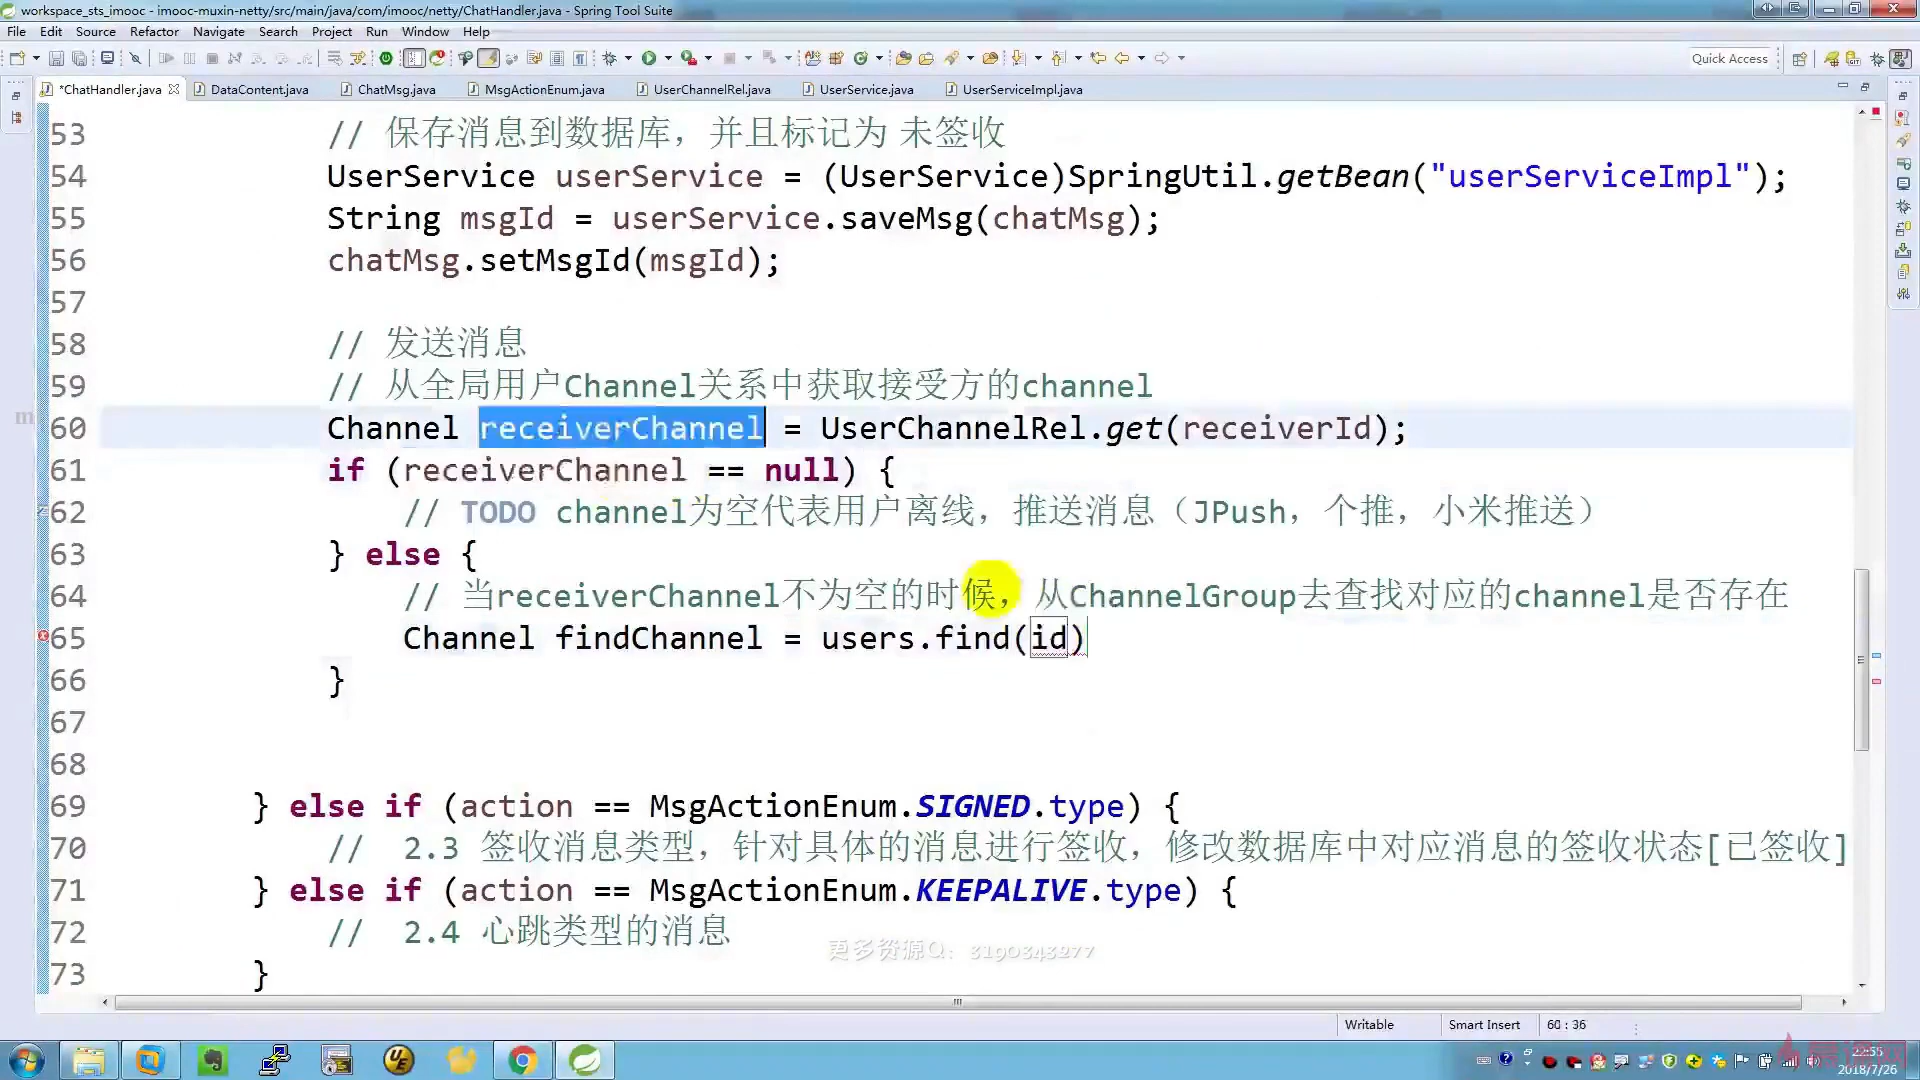 workspace_sts_imooc - imooc-muxin-netty/src/main/java/com/imooc/netty/ChatHandler.java - Spring Tool Suite
File Edit Source Refactor Navigate Search Project Run Window Help
Quick Access
*ChatHandler.java DataContent.java ChatMsg.java MsgActionEnum.java UserChannelRel.java UserService.java UserServiceImpl.java
53 // 保存消息到数据库，并且标记为 未签收
54 UserService userService = (UserService)SpringUtil.getBean("userServiceImpl");
55 String msgId = userService.saveMsg(chatMsg);
56 chatMsg.setMsgId(msgId);
57
58 // 发送消息
59 // 从全局用户Channel关系中获取接受方的channel
60 Channel receiverChannel = UserChannelRel.get(receiverId);
61 if (receiverChannel == null) {
62 // TODO channel为空代表用户离线，推送消息（JPush，个推，小米推送）
63 } else {
64 // 当receiverChannel不为空的时候，从ChannelGroup去查找对应的channel是否存在
65 Channel findChannel = users.find(id)
66 }
67
68
69 } else if (action == MsgActionEnum.SIGNED.type) {
70 // 2.3 签收消息类型，针对具体的消息进行签收，修改数据库中对应消息的签收状态[已签收]
71 } else if (action == MsgActionEnum.KEEPALIVE.type) {
72 // 2.4 心跳类型的消息
73 }
更多资源Q：3190343277
Writable Smart Insert 60 : 36
22:55
2018/7/26